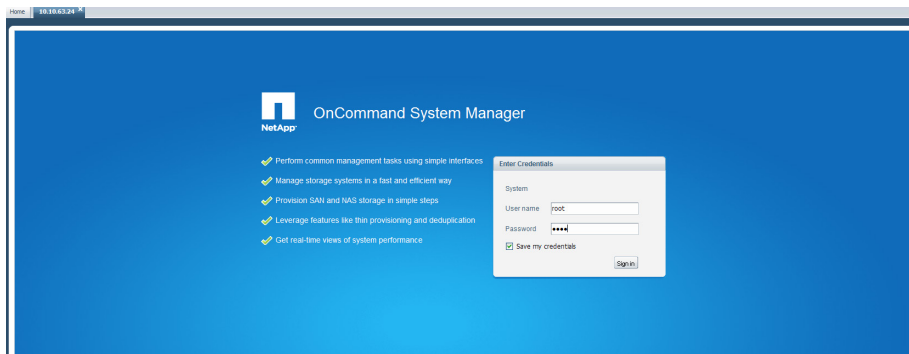 Home 10.10.63.24
NetApp
OnCommand System Manager
Perform common management tasks using simple interfaces
Manage storage systems in a fast and efficient way
Provision SAN and NAS storage in simple steps
Leverage features like thin provisioning and deduplication
Get real-time views of system performance
Enter Credentials
System
User name root
Password ••••
Save my credentials
Sign in